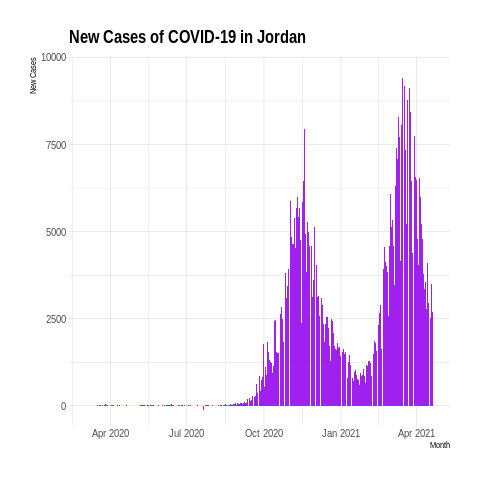 New Cases of COVID-19 in Jordan
New Cases
10000
7500
5000
2500
0
Apr 2020 Jul 2020 Oct 2020 Jan 2021 Apr 2021
Month